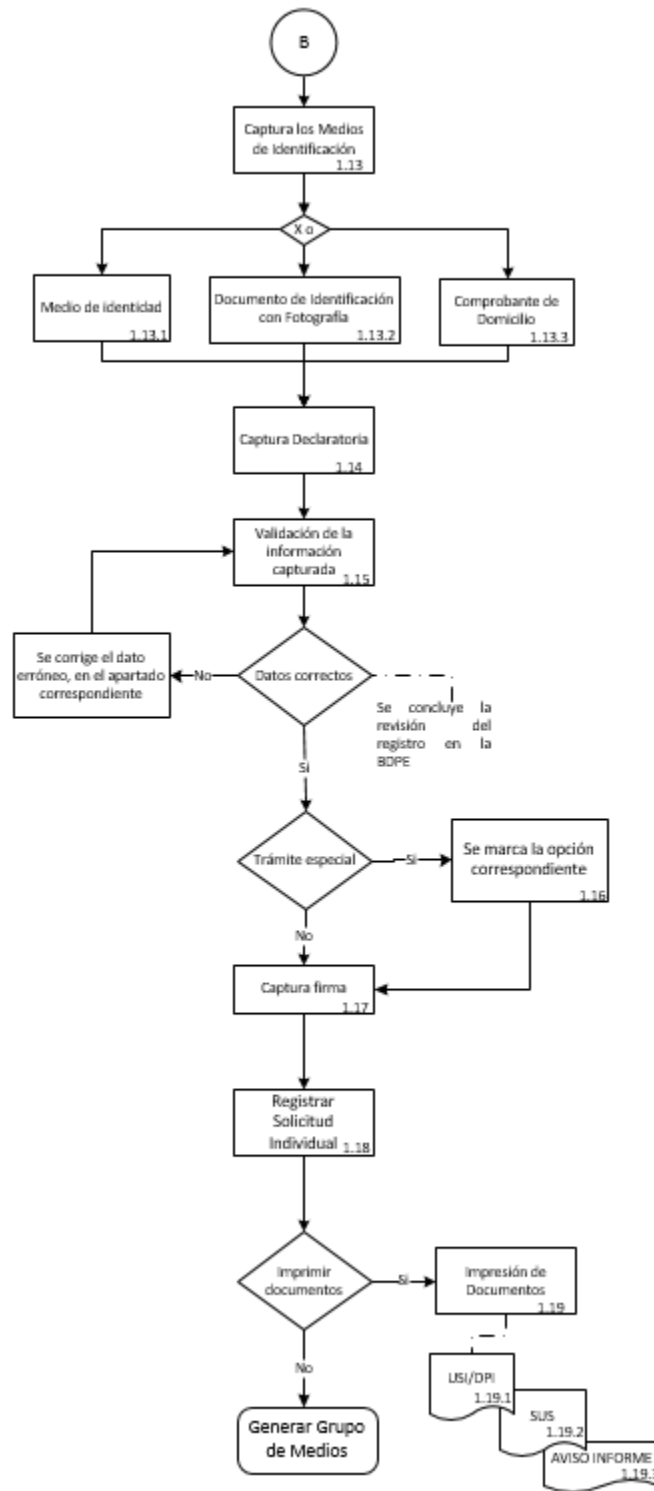 B
Captura los Medios
de Identificación
1.13
X o
Medio de identidad
1.13.1
Documento de Identificación
con Fotografía
1.13.2
Comprobante de
Domicilio
1.13.3
Captura Declaratoria
1.14
Validación de la
información
capturada
1.15
Se corrige el dato
erróneo, en el apartado
correspondiente
No
Datos correctos
Se concluye la
revisión del
registro en la
BDPE
Si
Trámite especial
Si
Se marca la opción
correspondiente
1.16
No
Captura firma
1.17
Registrar
Solicitud
Individual
1.18
Imprimir
documentos
Si
Impresión de
Documentos
1.19
No
Generar Grupo
de Medios
USI/DPI
1.19.1
SUS
1.19.2
AVISO INFORME
1.19.3